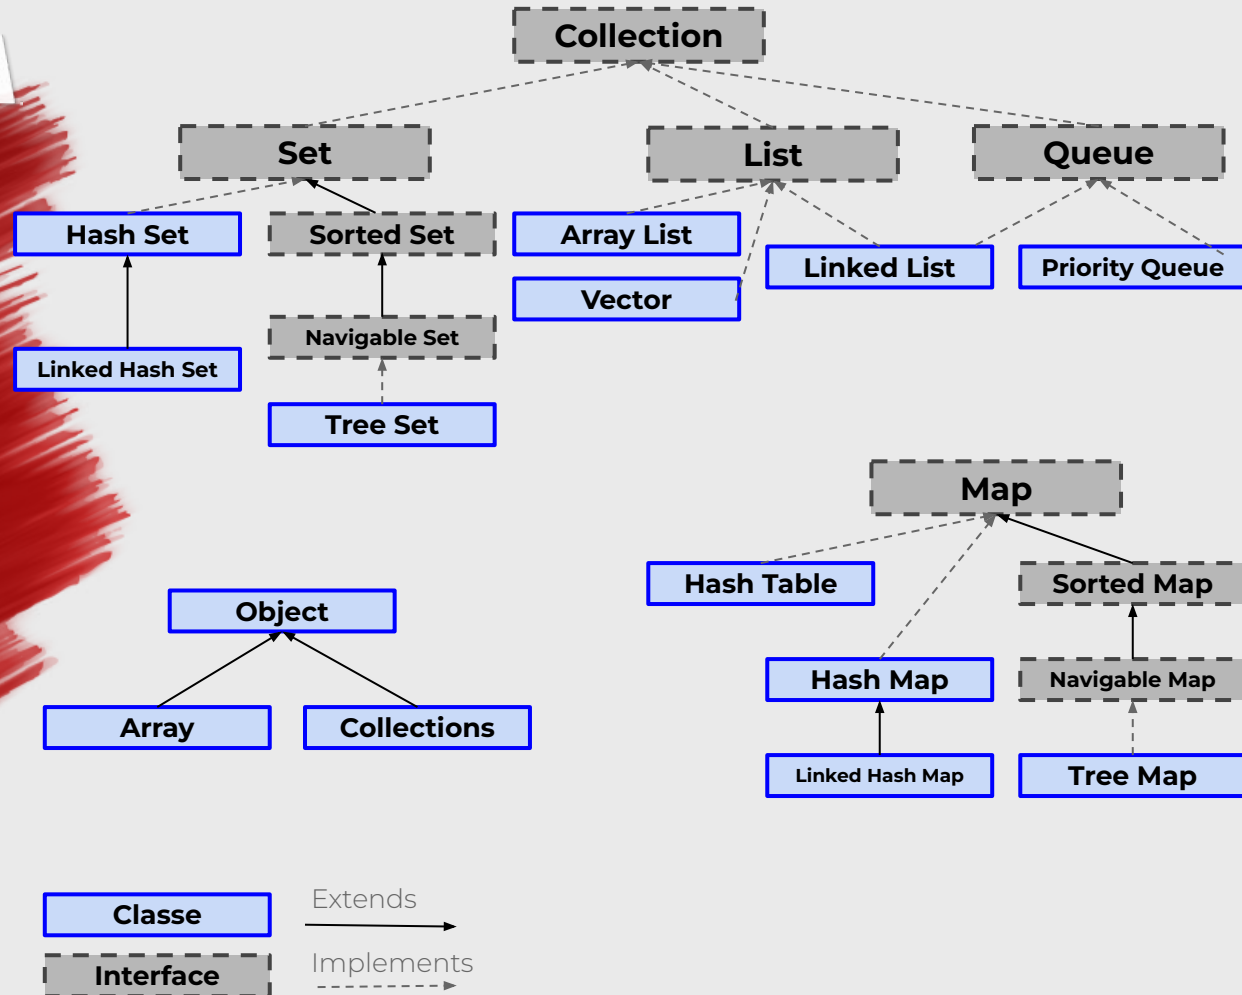 Collection
Set
List
Queue
Hash Set
Sorted Set
Array List
Linked List
Priority Queue
Vector
Navigable Set
Linked Hash Set
Tree Set
Map
Hash Table
Sorted Map
Object
Hash Map
Navigable Map
Array
Collections
Linked Hash Map
Tree Map
Classe
Extends
Interface
Implements